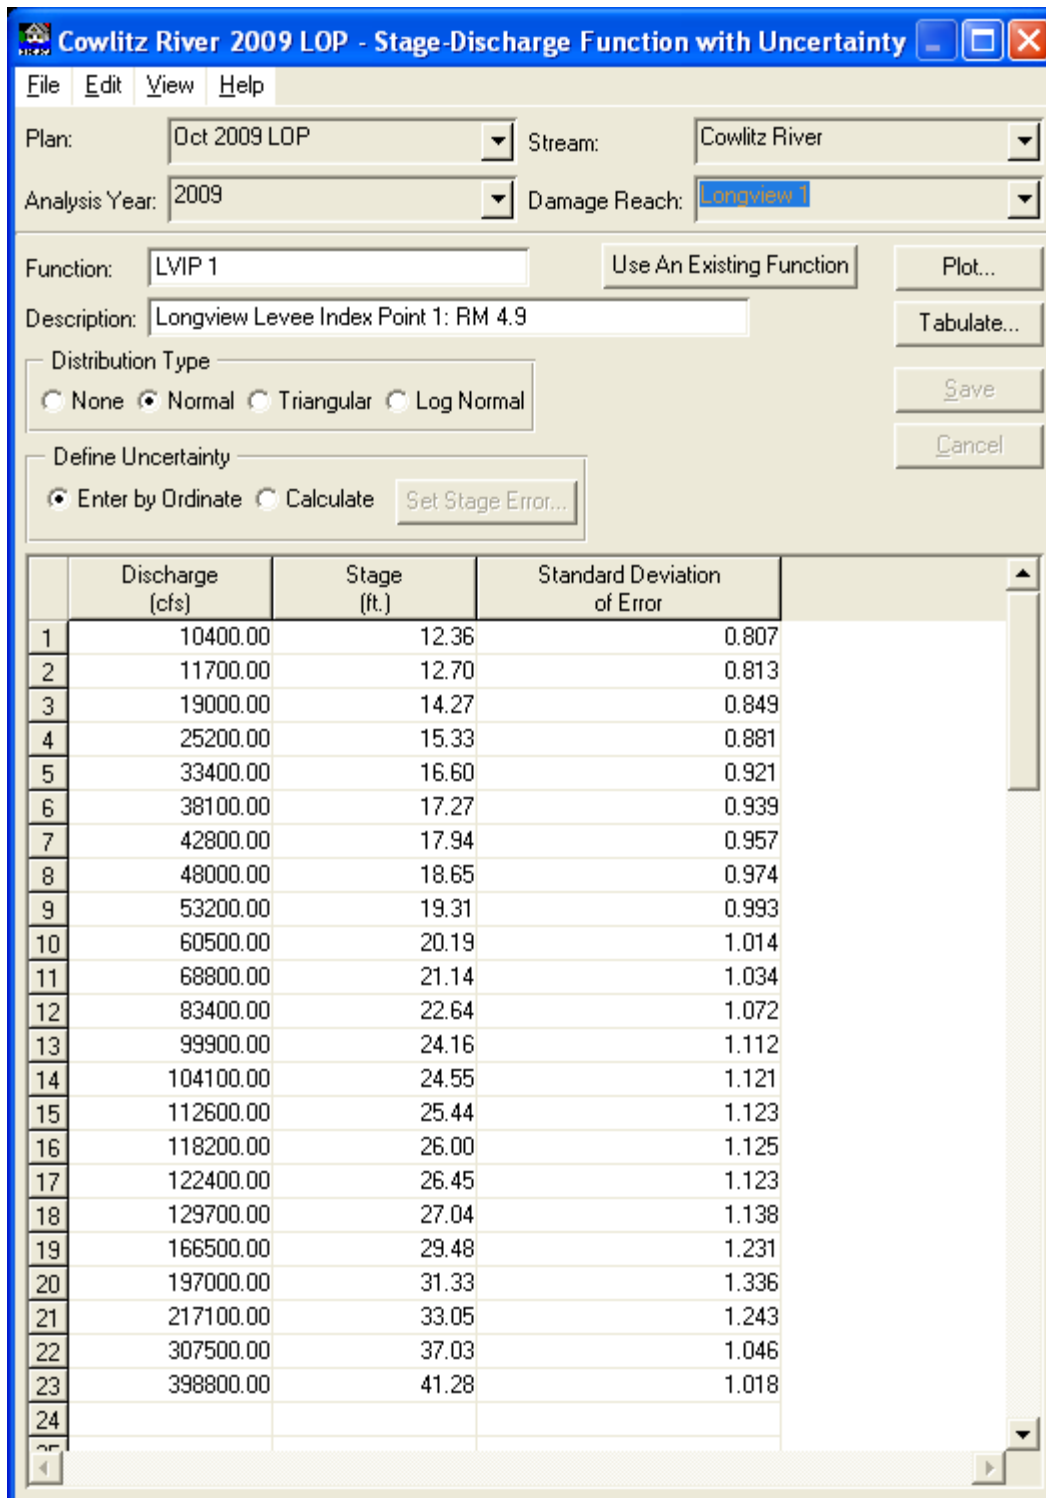 Cowlitz River 2009 LOP - Stage-Discharge Function with Uncertainty
File Edit View Help
Plan: Oct 2009 LOP Stream: Cowlitz River
Analysis Year: 2009 Damage Reach: Longview 1
Function: LVIP 1 Use An Existing Function Plot...
Description: Longview Levee Index Point 1: RM 4.9 Tabulate...
Distribution Type
None Normal Triangular Log Normal Save
Cancel
Define Uncertainty
Enter by Ordinate Calculate Set Stage Error...
Discharge Stage Standard Deviation
(cfs) (ft.) of Error
1 10400.00 12.36 0.807
2 11700.00 12.70 0.813
3 19000.00 14.27 0.849
4 25200.00 15.33 0.881
5 33400.00 16.60 0.921
6 38100.00 17.27 0.939
7 42800.00 17.94 0.957
8 48000.00 18.65 0.974
9 53200.00 19.31 0.993
10 60500.00 20.19 1.014
11 68800.00 21.14 1.034
12 83400.00 22.64 1.072
13 99900.00 24.16 1.112
14 104100.00 24.55 1.121
15 112600.00 25.44 1.123
16 118200.00 26.00 1.125
17 122400.00 26.45 1.123
18 129700.00 27.04 1.138
19 166500.00 29.48 1.231
20 197000.00 31.33 1.336
21 217100.00 33.05 1.243
22 307500.00 37.03 1.046
23 398800.00 41.28 1.018
24